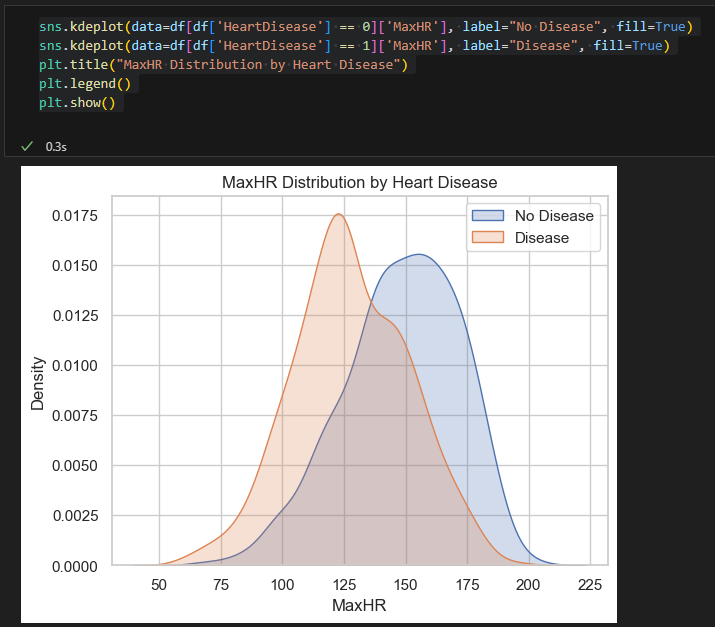 sns.kdeplot(data=df[df['HeartDisease'] == 0]['MaxHR'], label="No Disease", fill=True)
sns.kdeplot(data=df[df['HeartDisease'] == 1]['MaxHR'], label="Disease", fill=True)
plt.title("MaxHR Distribution by Heart Disease")
plt.legend()
plt.show()
0.3s
MaxHR Distribution by Heart Disease
No Disease
Disease
Density
0.0175
0.0150
0.0125
0.0100
0.0075
0.0050
0.0025
0.0000
50 75 100 125 150 175 200 225
MaxHR